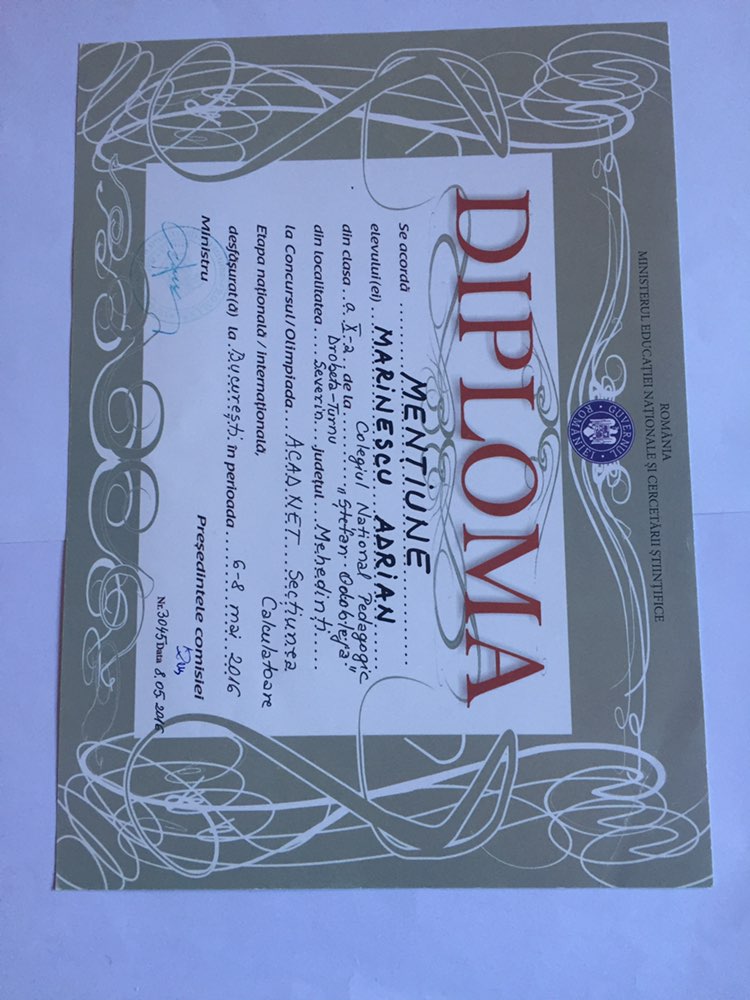 ROMÂNIA
MINISTERUL EDUCAȚIEI NAȚIONALE ȘI CERCETĂRII ȘTIINȚIFICE
GUVERNUL ROMÂNIEI
DIPLOMA
Se acordă ........ MENȚIUNE ........
elevului(ei) ... MARINESCU ADRIAN ...
din clasa .. a X-a , de la ........ Colegiul Național Pedagogic "Ștefan Odobleja"
din localitatea .... Drobeta-Turnu Severin .... județul ... Mehedinți .....
la Concursul/Olimpiada ... ACADNET ... Secțiunea Calculatoare
Etapa națională / internațională,
desfășurat(ă) la .București. în perioada ...... 6-8 mai 2016
Ministru
Președintele comisiei
Nr. 3045 Data 8.05.2016